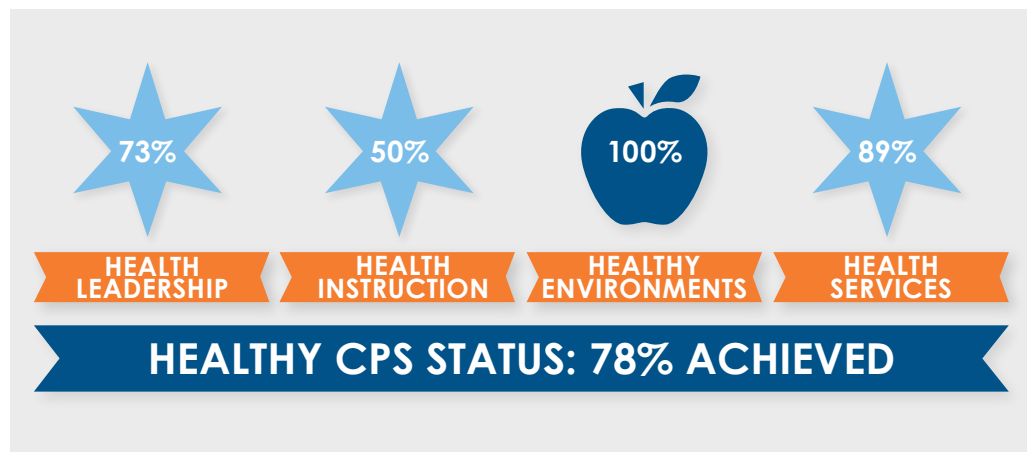 73%
50%
100%
89%
HEALTH
LEADERSHIP
HEALTH
INSTRUCTION
HEALTHY
ENVIRONMENTS
HEALTH
SERVICES
HEALTHY CPS STATUS: 78% ACHIEVED